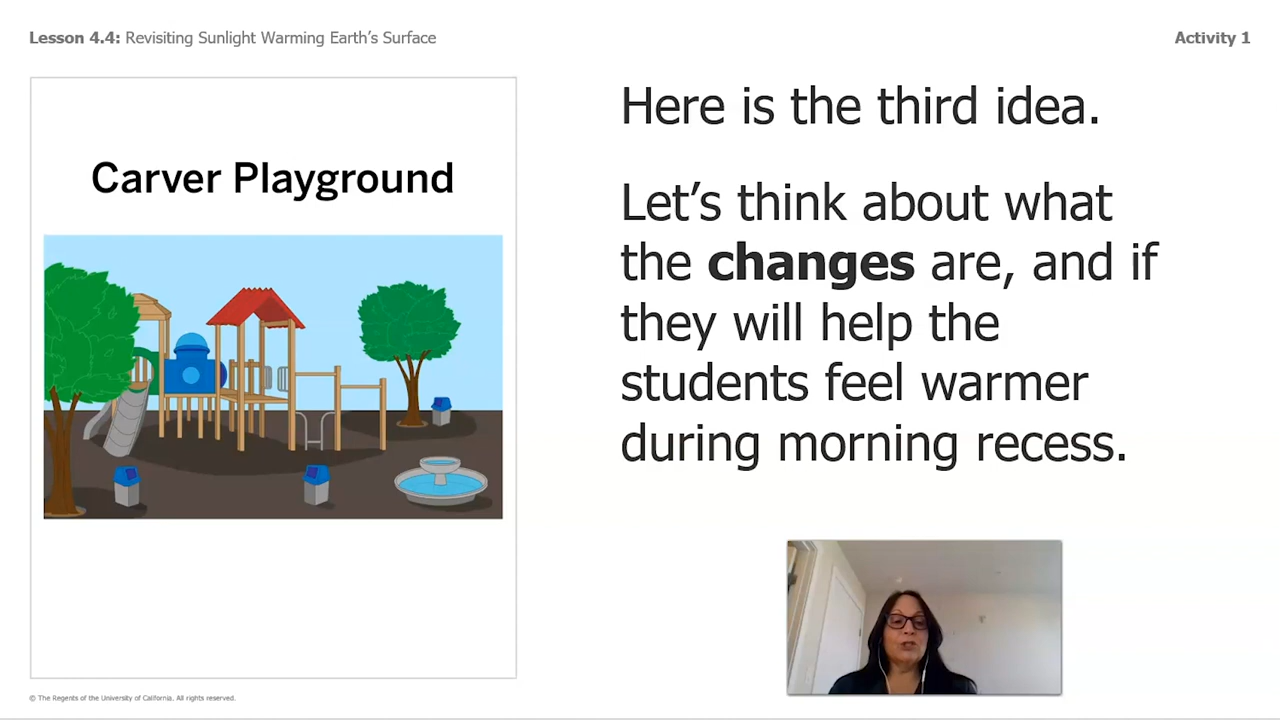 Lesson 4.4: Revisiting Sunlight Warming Earth’s Surface
Activity 1
Carver Playground
Here is the third idea.
Let’s think about what
the changes are, and if
they will help the
students feel warmer
during morning recess.
© The Regents of the University of California. All rights reserved.